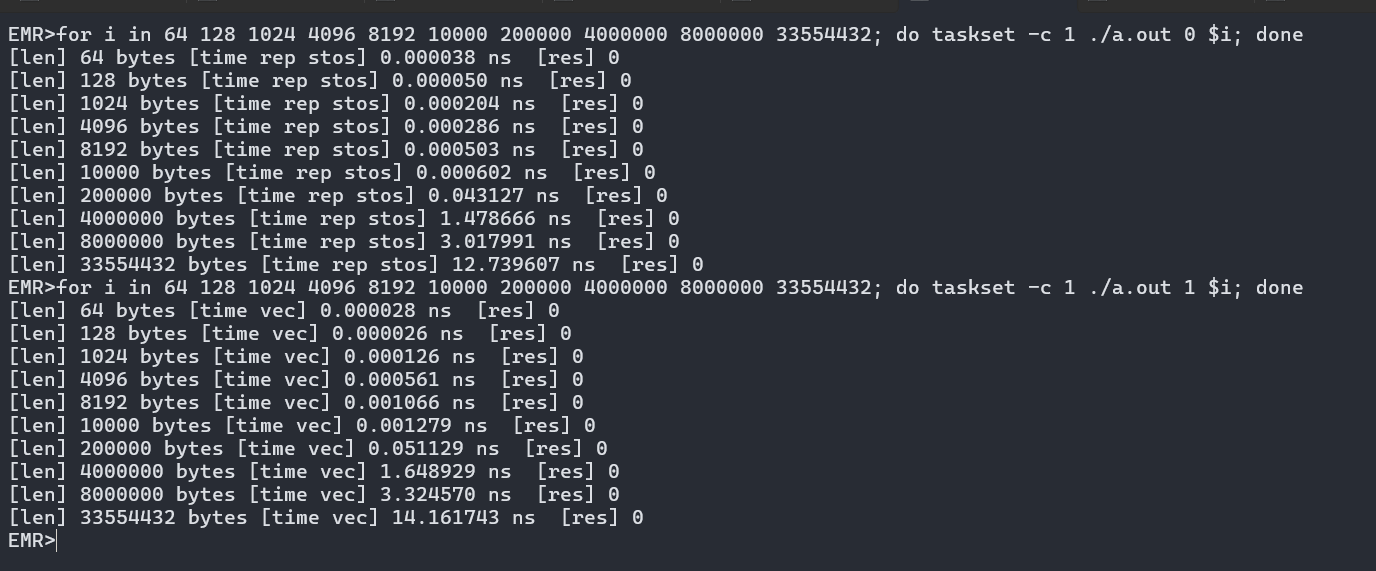 EMR>for i in 64 128 1024 4096 8192 10000 200000 4000000 8000000 33554432; do taskset -c 1 ./a.out 0 $i; done
[len] 64 bytes [time rep stos] 0.000038 ns  [res] 0
[len] 128 bytes [time rep stos] 0.000050 ns  [res] 0
[len] 1024 bytes [time rep stos] 0.000204 ns  [res] 0
[len] 4096 bytes [time rep stos] 0.000286 ns  [res] 0
[len] 8192 bytes [time rep stos] 0.000503 ns  [res] 0
[len] 10000 bytes [time rep stos] 0.000602 ns  [res] 0
[len] 200000 bytes [time rep stos] 0.043127 ns  [res] 0
[len] 4000000 bytes [time rep stos] 1.478666 ns  [res] 0
[len] 8000000 bytes [time rep stos] 3.017991 ns  [res] 0
[len] 33554432 bytes [time rep stos] 12.739607 ns  [res] 0
EMR>for i in 64 128 1024 4096 8192 10000 200000 4000000 8000000 33554432; do taskset -c 1 ./a.out 1 $i; done
[len] 64 bytes [time vec] 0.000028 ns  [res] 0
[len] 128 bytes [time vec] 0.000026 ns  [res] 0
[len] 1024 bytes [time vec] 0.000126 ns  [res] 0
[len] 4096 bytes [time vec] 0.000561 ns  [res] 0
[len] 8192 bytes [time vec] 0.001066 ns  [res] 0
[len] 10000 bytes [time vec] 0.001279 ns  [res] 0
[len] 200000 bytes [time vec] 0.051129 ns  [res] 0
[len] 4000000 bytes [time vec] 1.648929 ns  [res] 0
[len] 8000000 bytes [time vec] 3.324570 ns  [res] 0
[len] 33554432 bytes [time vec] 14.161743 ns  [res] 0
EMR>